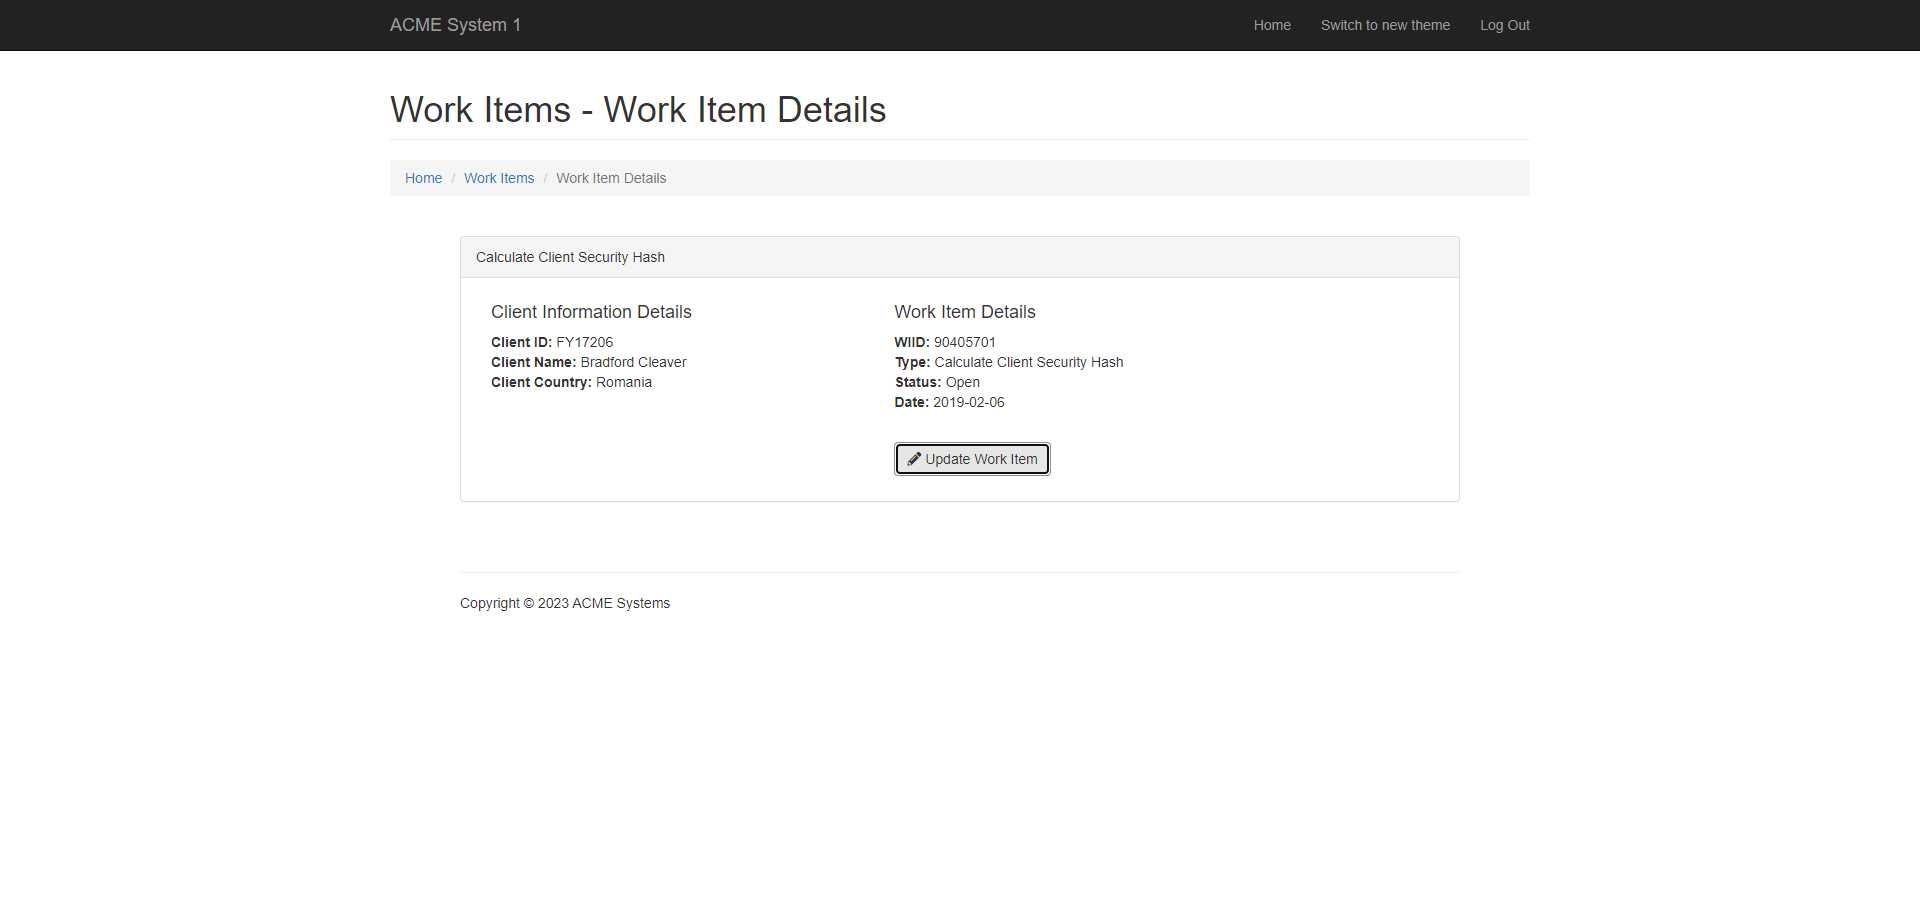 ACME System 1
Home
Switch to new theme
Log Out
Work Items - Work Item Details
Home / Work Items / Work Item Details
Calculate Client Security Hash
Client Information Details
Client ID: FY17206
Client Name: Bradford Cleaver
Client Country: Romania
Work Item Details
WIID: 90405701
Type: Calculate Client Security Hash
Status: Open
Date: 2019-02-06
Update Work Item
Copyright © 2023 ACME Systems